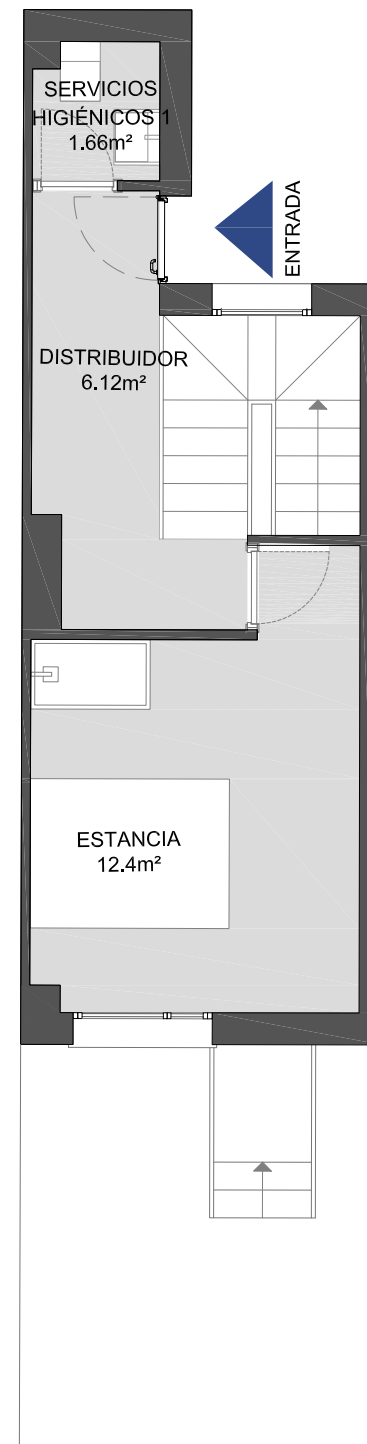 SERVICIOS
HIGIÉNICOS 1
1.66m²
ENTRADA
DISTRIBUIDOR
6.12m²
ESTANCIA
12.4m²